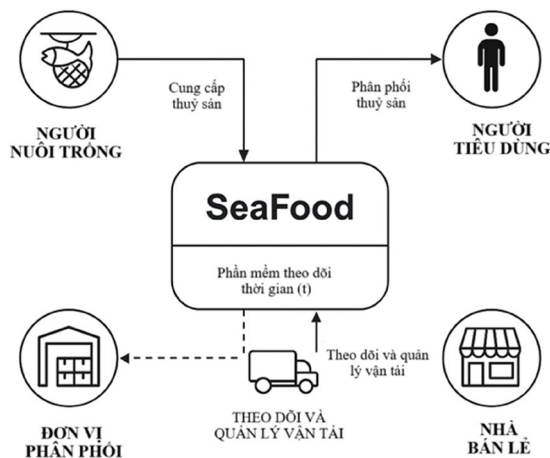 NGƯỜI
NUÔI TRỒNG
Cung cấp
thuỷ sản
Phân phối
thuỷ sản
NGƯỜI
TIÊU DÙNG
SeaFood
Phần mềm theo dõi
thời gian (t)
ĐƠN VỊ
PHÂN PHỐI
THEO DÕI VÀ
QUẢN LÝ VẬN TẢI
Theo dõi và quản
lý vận tải
NHÀ
BÁN LẺ